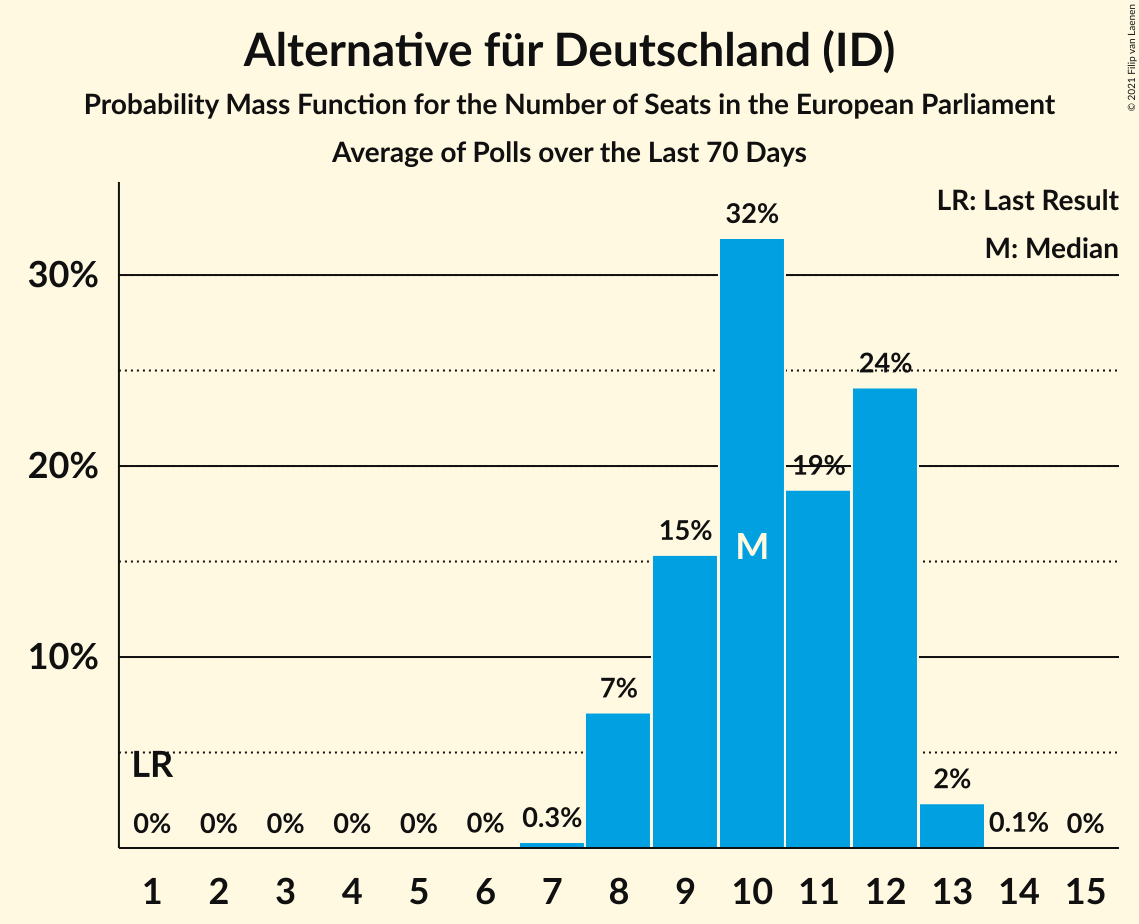 Alternative für Deutschland (ID)
Probability Mass Function for the Number of Seats in the European Parliament
Average of Polls over the Last 70 Days
© 2021 Filip van Laenen
LR: Last Result
M: Median
30%
20%
10%
LR
0%
0%
0%
0%
0%
0%
0.3%
7%
15%
32%
M
19%
24%
2%
0.1%
0%
1 2 3 4 5 6 7 8 9 10 11 12 13 14 15